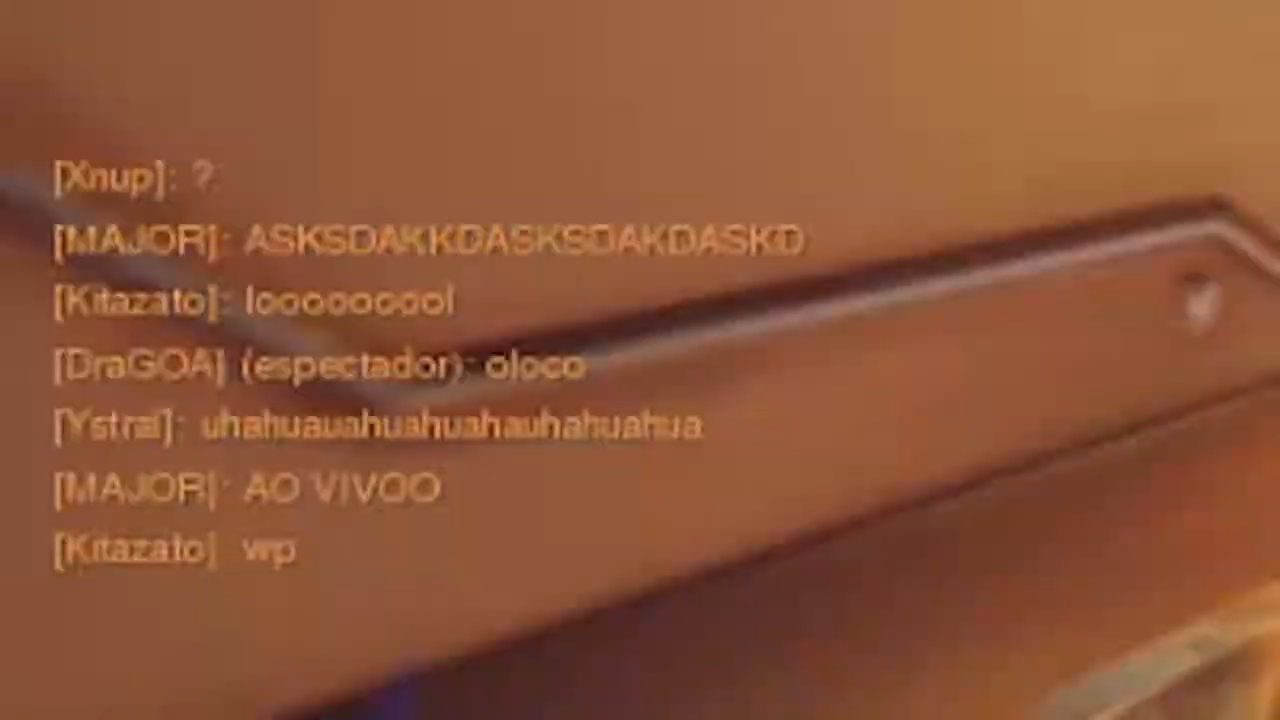 [Xnup]: ?
[MAJOR]: ASKSDAKKDASKSDAKDASKD
[Kitazato]: looooooool
[DraGOA] (espectador): oloco
[Ystral]: uhahuauahuahuahauhahuahua
[MAJOR]: AO VIVOO
[Kitazato]: wp